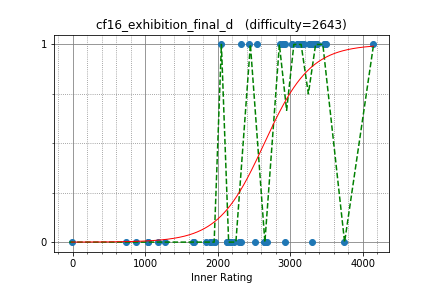 cf16_exhibition_final_d (difficulty=2643)
1
0
0 1000 2000 3000 4000
Inner Rating